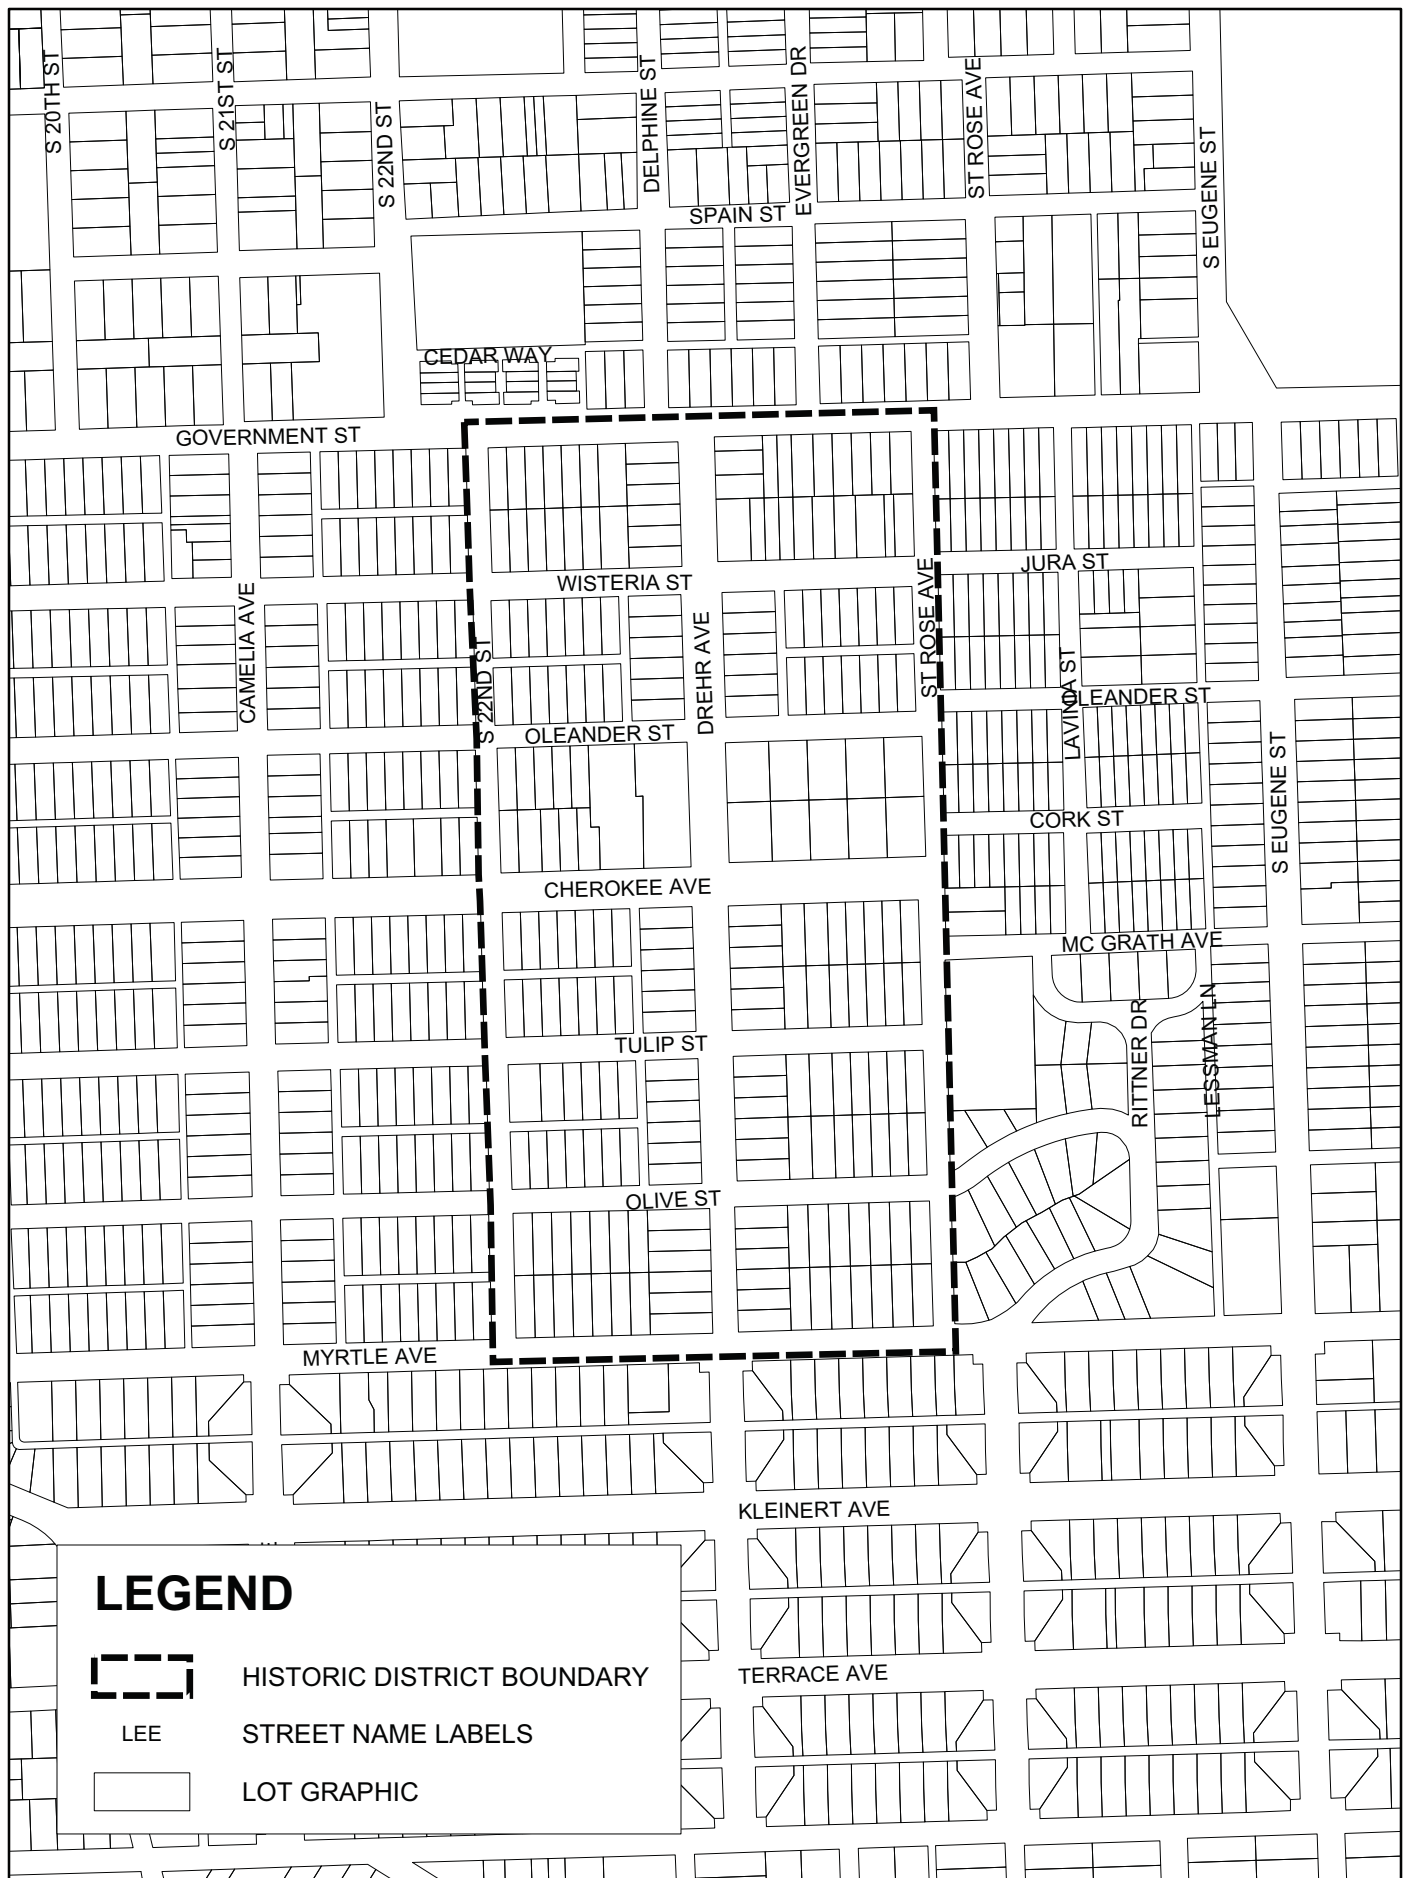 S 20TH ST
S 21ST ST
S 22ND ST
DELPHINE ST
EVERGREEN DR
ST ROSE AVE
S EUGENE ST
SPAIN ST
CEDAR WAY
GOVERNMENT ST
JURA ST
WISTERIA ST
CAMELIA AVE
S 22ND ST
DREHR AVE
ST ROSE AVE
LAVINIA ST
OLEANDER ST
OLEANDER ST
S EUGENE ST
CORK ST
CHEROKEE AVE
MC GRATH AVE
RITTNER DR
LESSMAN LN
TULIP ST
OLIVE ST
MYRTLE AVE
KLEINERT AVE
TERRACE AVE
LEGEND
HISTORIC DISTRICT BOUNDARY
LEE STREET NAME LABELS
LOT GRAPHIC